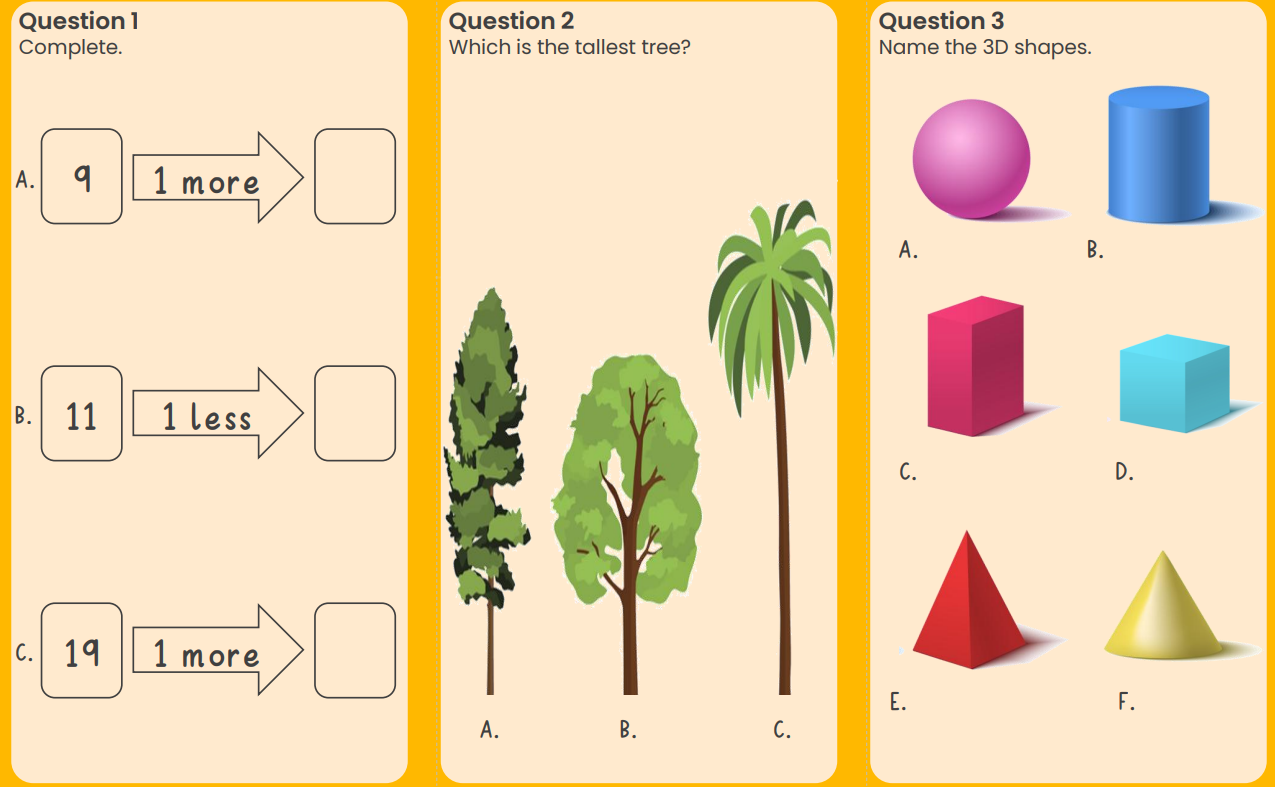 Question 1
Complete.
A. 9 1 more
B. 11 1 less
C. 19 1 more
Question 2
Which is the tallest tree?
A. B. C.
Question 3
Name the 3D shapes.
A. B.
C. D.
E. F.